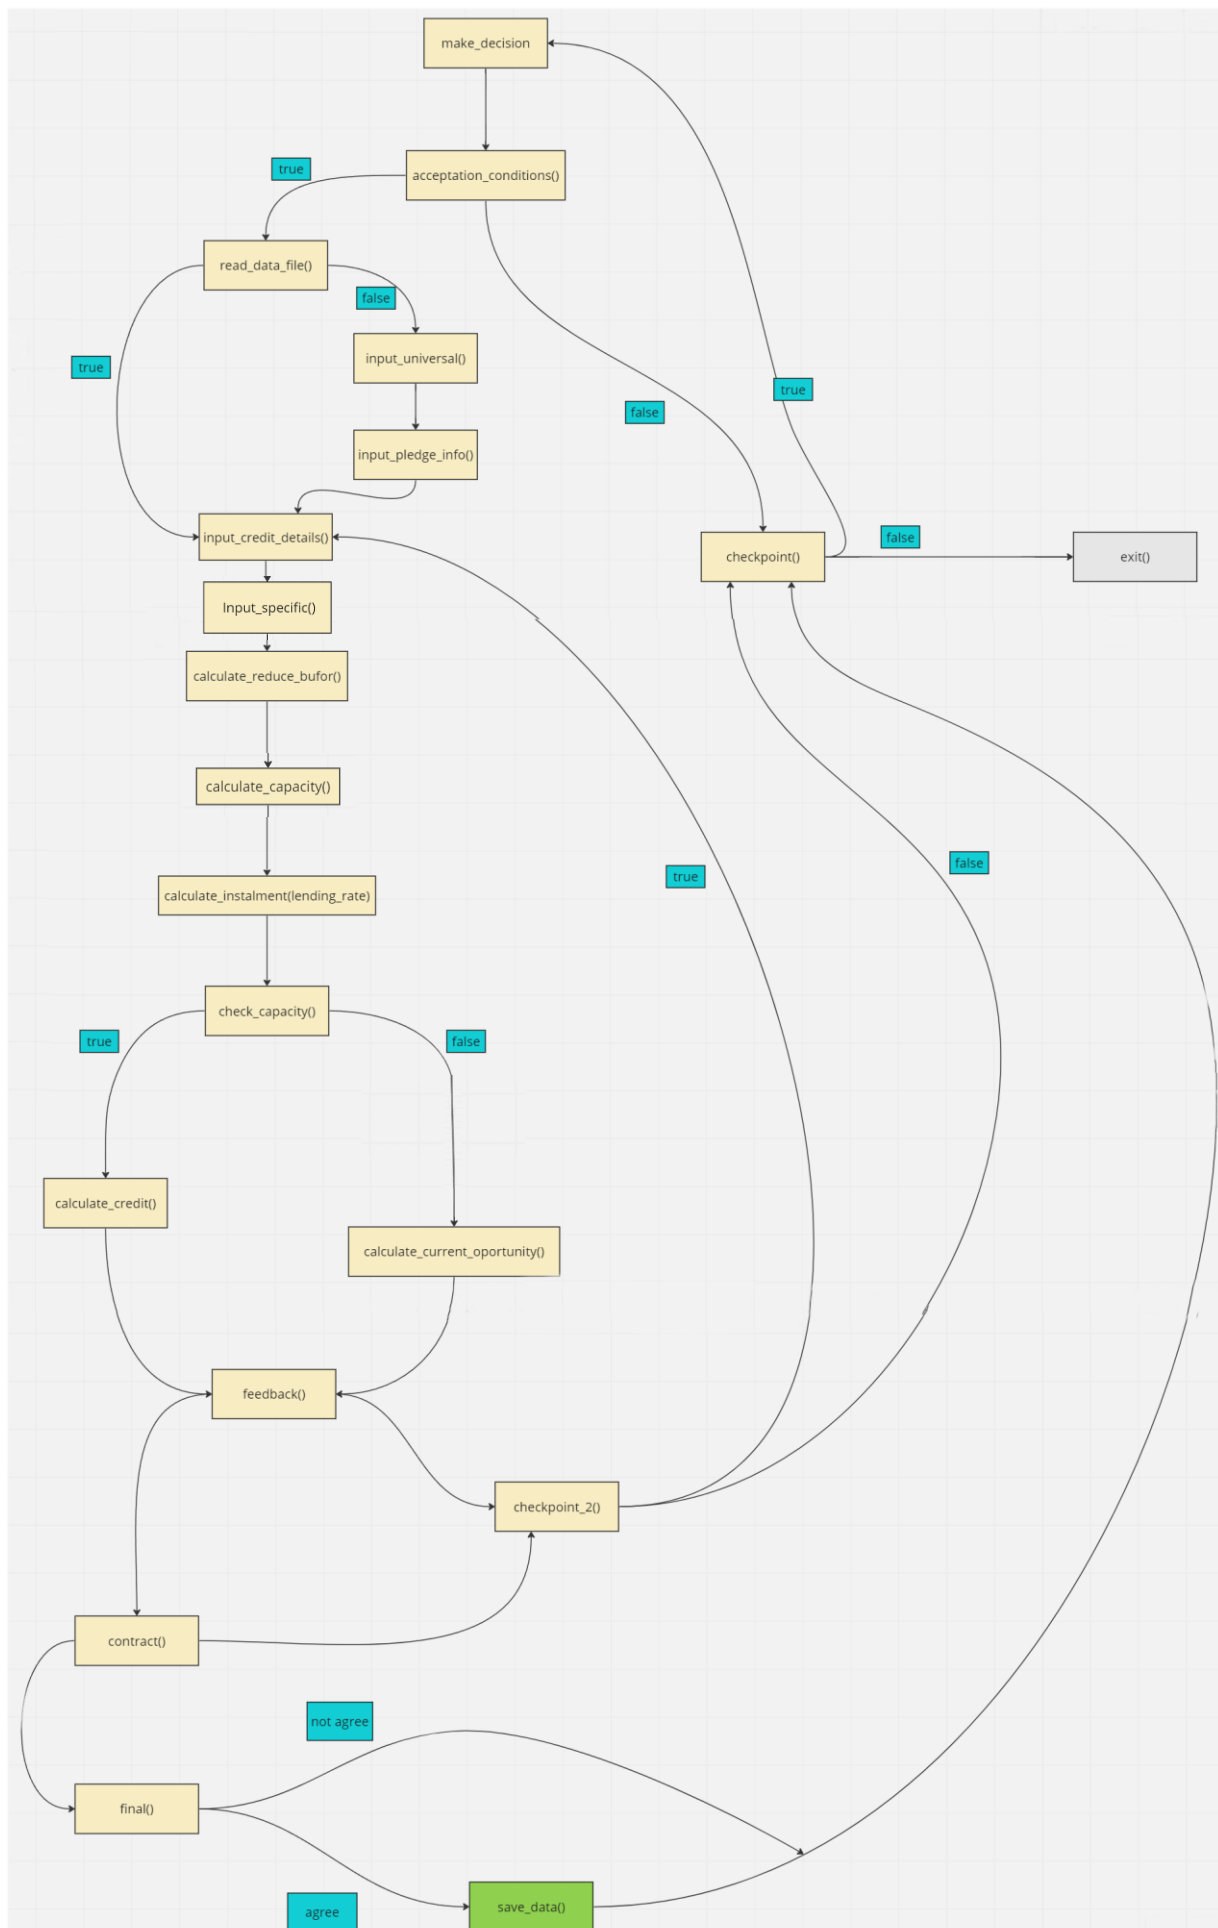 make_decision
true
acceptation_conditions()
read_data_file()
false
input_universal()
true
true
false
input_pledge_info()
input_credit_details()
checkpoint()
false
exit()
Input_specific()
calculate_reduce_bufor()
calculate_capacity()
true
false
calculate_instalment(lending_rate)
check_capacity()
true
false
calculate_credit()
calculate_current_oportunity()
feedback()
checkpoint_2()
contract()
not agree
final()
save_data()
agree